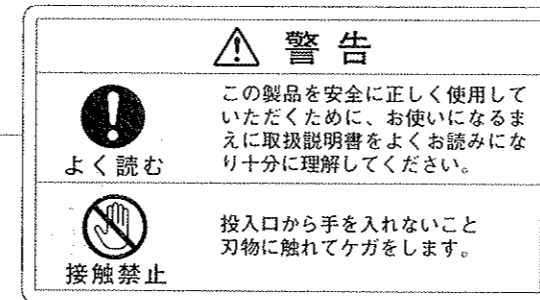 警告
よく読む
この製品を安全に正しく使用して
いただくために、お使いになるま
えに取扱説明書をよくお読みにな
り十分に理解してください。
接触禁止
投入口から手を入れないこと
刃物に触れてケガをします。